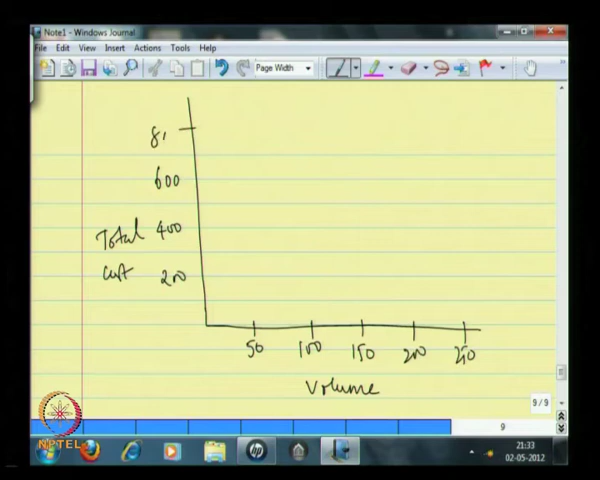 Note1 - Windows Journal
File Edit View Insert Actions Tools Help
Page Width
8
600
Total 400
cost 200
50 100 150 200 250
Volume
9/9
9
NPTEL
21:33
02-05-2012